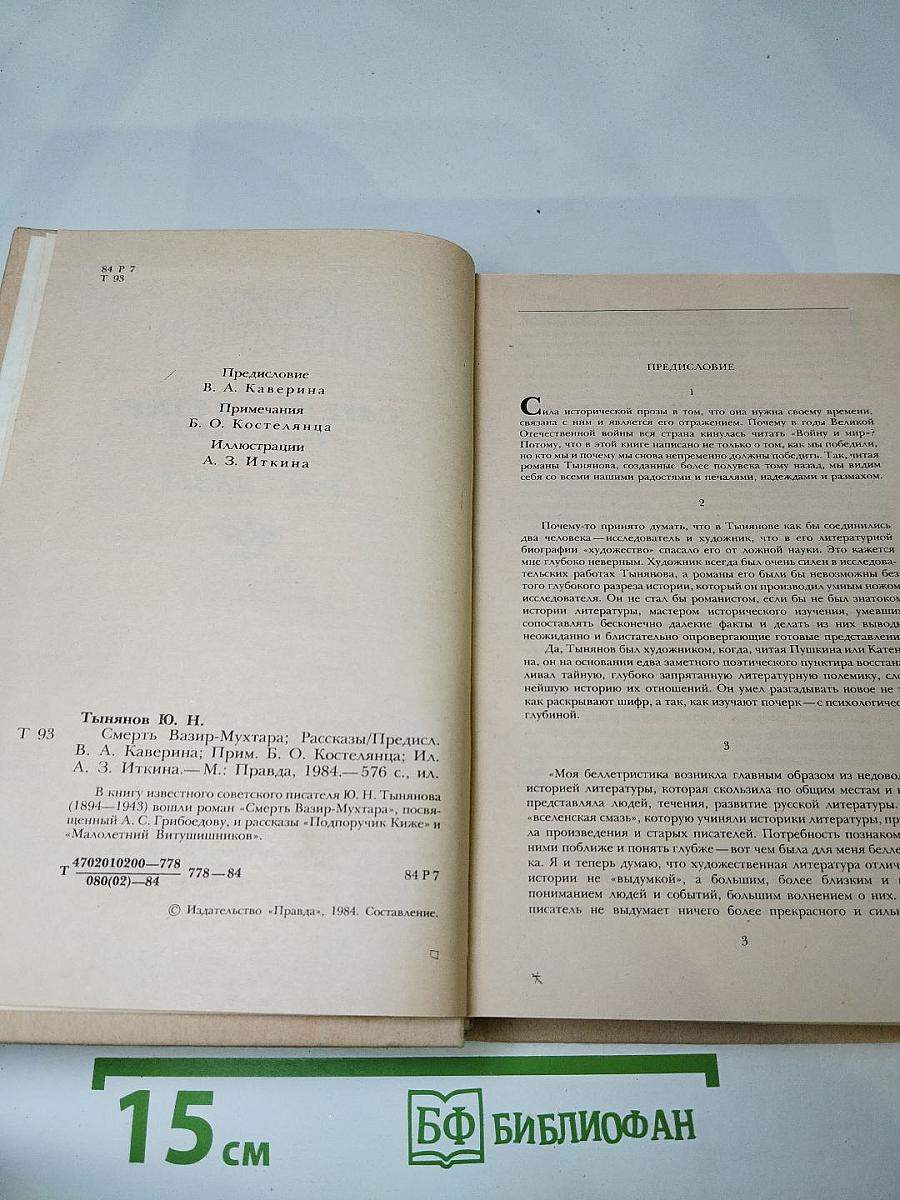 84 Р 7
Т 93
Предисловие
В. А. Каверина
Примечания
Б. О. Костелянца
Иллюстрации
А. З. Иткина
Тынянов Ю. Н.
Т 93 Смерть Вазир-Мухтара; Рассказы/Предисл.
В. А. Каверина; Прим. Б. О. Костелянца; Ил.
А. З. Иткина.— М.: Правда, 1984.— 576 с., ил.
В книгу известного советского писателя Ю. Н. Тынянова
(1894—1943) вошли роман «Смерть Вазир-Мухтара», посвя-
щенный А. С. Грибоедову, и рассказы «Подпоручик Киже» и
«Малолетний Витушишников».
Т 4702010200—778
080(02)—84 778—84 84 Р 7
© Издательство «Правда», 1984. Составление.
ПРЕДИСЛОВИЕ
1
Сила исторической прозы в том, что она нужна своему времени,
связана с ним и является его отражением. Почему в годы Великой
Отечественной войны вся страна кинулась читать «Войну и мир»?
Потому, что в этой книге написано не только о том, как мы победили,
но кто мы и почему мы снова непременно должны победить. Так, читая
романы Тынянова, созданные более полувека тому назад, мы видим
себя со всеми нашими радостями и печалями, надеждами и размахом.
2
Почему-то принято думать, что в Тынянове как бы соединились
два человека—исследователь и художник, что в его литературной
биографии «художество» спасало его от ложной науки. Это кажется
мне глубоко неверным. Художник всегда был очень силен в исследова-
тельских работах Тынянова, а романы его были бы невозможны без
того глубокого разреза истории, который он производил умным ножом
исследователя. Он не стал бы романистом, если бы не был знатоком
истории литературы, мастером исторического изучения, умевшим
сопоставлять бесконечно далекие факты и делать из них выводы,
неожиданно и блистательно опровергающие готовые представления.
Да, Тынянов был художником, когда, читая Пушкина или Катени-
на, он на основании едва заметного поэтического пунктира восстана-
ливал тайную, глубоко запрятанную литературную полемику, сло
нейшую историю их отношений. Он умел разгадывать новое не т
как раскрывают шифр, а так, как изучают почерк—с психологичес
глубиной.
3
«Моя беллетристика возникла главным образом из недовол
историей литературы, которая скользила по общим местам и н
представляла людей, течения, развитие русской литературы.
«вселенская смазь», которую учиняли историки литературы, пр
ла произведения и старых писателей. Потребность познаком
ними поближе и понять глубже—вот чем была для меня белле
ка. Я и теперь думаю, что художественная литература отлич
истории не «выдумкой», а большим, более близким и
пониманием людей и событий, большим волнением о них.
писатель не выдумает ничего более прекрасного и силь
3
15 см
БФ БИБЛИОФАН